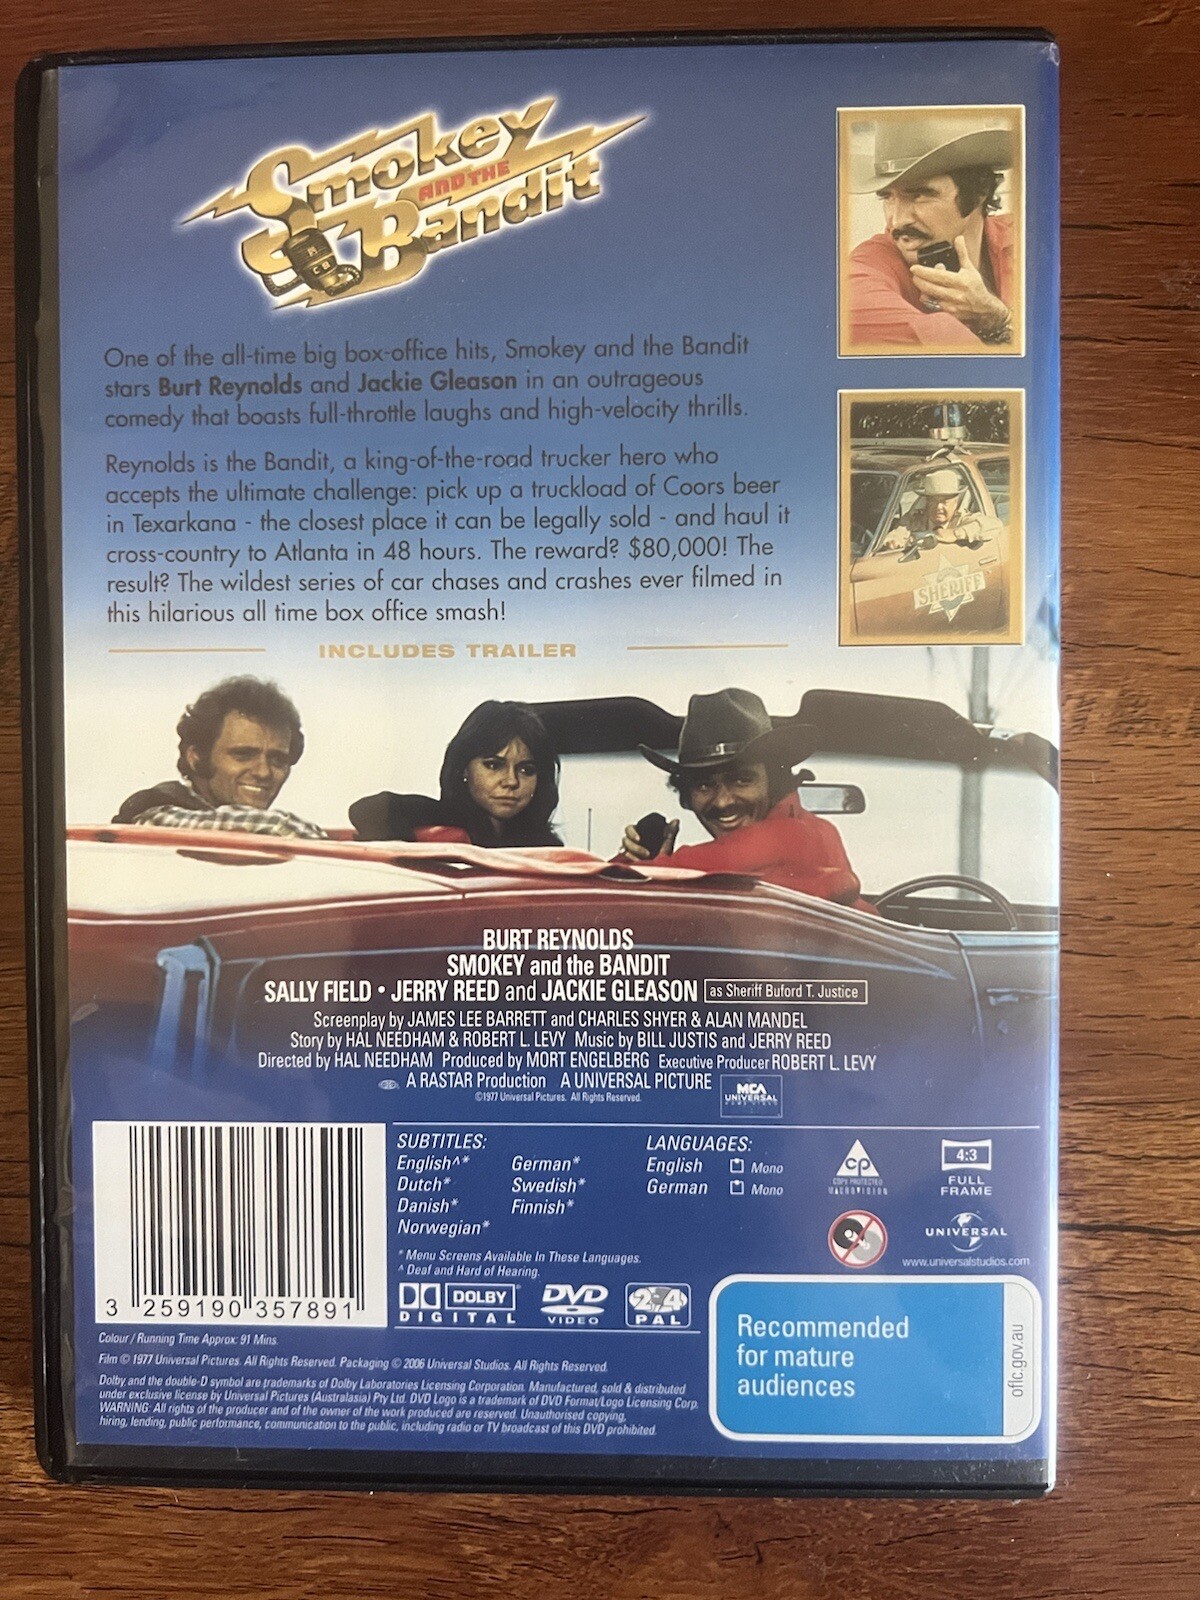 Smokey
AND THE
Bandit
C.B.
One of the all-time big box-office hits, Smokey and the Bandit
stars Burt Reynolds and Jackie Gleason in an outrageous
comedy that boasts full-throttle laughs and high-velocity thrills.
Reynolds is the Bandit, a king-of-the-road trucker hero who
accepts the ultimate challenge: pick up a truckload of Coors beer
in Texarkana - the closest place it can be legally sold - and haul it
cross-country to Atlanta in 48 hours. The reward? $80,000! The
result? The wildest series of car chases and crashes ever filmed in
this hilarious all time box office smash!
INCLUDES TRAILER
SHERIFF
BURT REYNOLDS
SMOKEY and the BANDIT
SALLY FIELD • JERRY REED and JACKIE GLEASON as Sheriff Buford T. Justice
Screenplay by JAMES LEE BARRETT and CHARLES SHYER & ALAN MANDEL
Story by HAL NEEDHAM & ROBERT L. LEVY Music by BILL JUSTIS and JERRY REED
Directed by HAL NEEDHAM Produced by MORT ENGELBERG Executive Producer ROBERT L. LEVY
A RASTAR Production A UNIVERSAL PICTURE
©1977 Universal Pictures. All Rights Reserved.
MCA
UNIVERSAL
HOME VIDEO
SUBTITLES:
English^* German*
Dutch* Swedish*
Danish* Finnish*
Norwegian*
* Menu Screens Available In These Languages.
^ Deaf and Hard of Hearing.
LANGUAGES:
English Mono
German Mono
cp
COPY PROTECTED
MACROVISION
4:3
FULL
FRAME
UNIVERSAL
www.universalstudios.com
DOLBY
DIGITAL
DVD
VIDEO
2 4
PAL
3 259190 357891
Colour / Running Time Approx: 91 Mins.
Film © 1977 Universal Pictures. All Rights Reserved. Packaging © 2006 Universal Studios. All Rights Reserved.
Dolby and the double-D symbol are trademarks of Dolby Laboratories Licensing Corporation. Manufactured, sold & distributed
under exclusive license by Universal Pictures (Australasia) Pty Ltd. DVD Logo is a trademark of DVD Format/Logo Licensing Corp.
WARNING: All rights of the producer and of the owner of the work produced are reserved. Unauthorised copying,
hiring, lending, public performance, communication to the public, including radio or TV broadcast of this DVD prohibited.
Recommended
for mature
audiences
oflc.gov.au